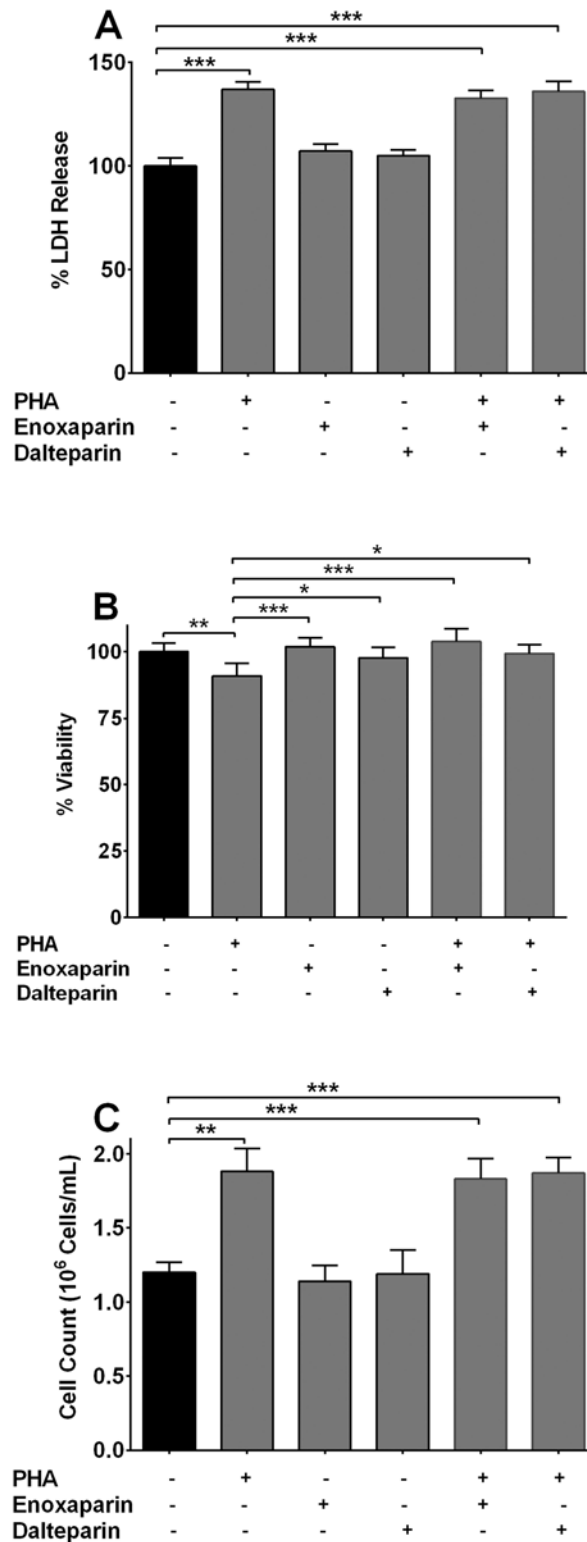 A
***
***
***
150
100
50
0
% LDH Release
PHA - + - - + +
Enoxaparin - - + - + -
Dalteparin - - - + - +
B
*
***
*
** ***
100
75
50
25
0
% Viability
PHA - + - - + +
Enoxaparin - - + - + -
Dalteparin - - - + - +
C
***
***
**
2.0
1.5
1.0
0.5
0.0
Cell Count (10⁶ Cells/mL)
PHA - + - - + +
Enoxaparin - - + - + -
Dalteparin - - - + - +